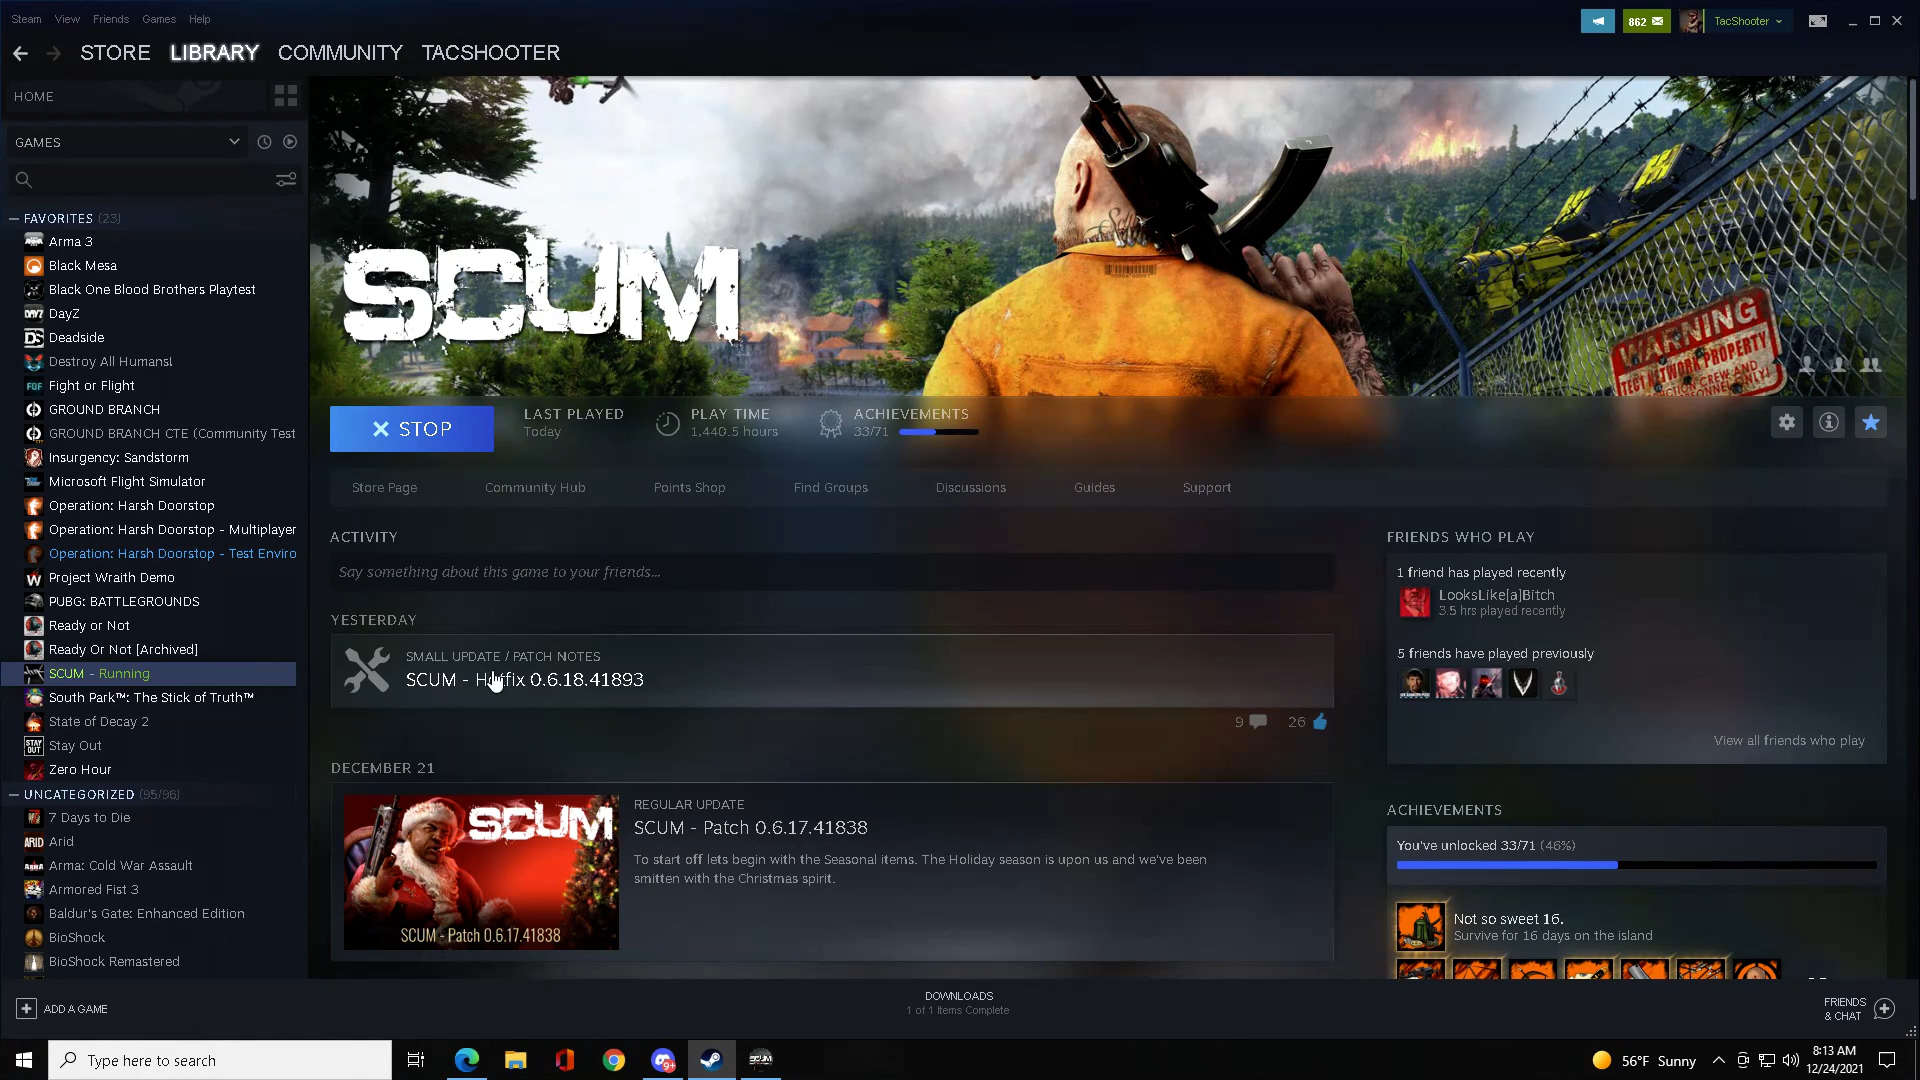 Steam View Friends Games Help
862
TacShooter
STORE LIBRARY COMMUNITY TACSHOOTER
HOME
GAMES
FAVORITES (23)
Arma 3
Black Mesa
Black One Blood Brothers Playtest
DayZ
Deadside
Destroy All Humans!
Fight or Flight
GROUND BRANCH
GROUND BRANCH CTE (Community Test
Insurgency: Sandstorm
Microsoft Flight Simulator
Operation: Harsh Doorstop
Operation: Harsh Doorstop - Multiplayer
Operation: Harsh Doorstop - Test Enviro
Project Wraith Demo
PUBG: BATTLEGROUNDS
Ready or Not
Ready Or Not [Archived]
SCUM - Running
South Park™: The Stick of Truth™
State of Decay 2
Stay Out
Zero Hour
UNCATEGORIZED (95/96)
7 Days to Die
Arid
Arma: Cold War Assault
Armored Fist 3
Baldur's Gate: Enhanced Edition
BioShock
BioShock Remastered
SCUM
WARNING
TEC1 NETWORK PROPERTY
STOP
LAST PLAYED
Today
PLAY TIME
1,440.5 hours
ACHIEVEMENTS
33/71
Store Page Community Hub Points Shop Find Groups Discussions Guides Support
ACTIVITY
Say something about this game to your friends...
YESTERDAY
SMALL UPDATE / PATCH NOTES
SCUM - Hotfix 0.6.18.41893
9 26
DECEMBER 21
SCUM
SCUM - Patch 0.6.17.41838
REGULAR UPDATE
SCUM - Patch 0.6.17.41838
To start off lets begin with the Seasonal items. The Holiday season is upon us and we've been
smitten with the Christmas spirit.
FRIENDS WHO PLAY
1 friend has played recently
LooksLike[a]Bitch
3.5 hrs played recently
5 friends have played previously
View all friends who play
ACHIEVEMENTS
You've unlocked 33/71 (46%)
Not so sweet 16.
Survive for 16 days on the island
ADD A GAME
DOWNLOADS
1 of 1 Items Complete
FRIENDS
& CHAT
Type here to search
9+
SCUM
56°F Sunny
8:13 AM
12/24/2021